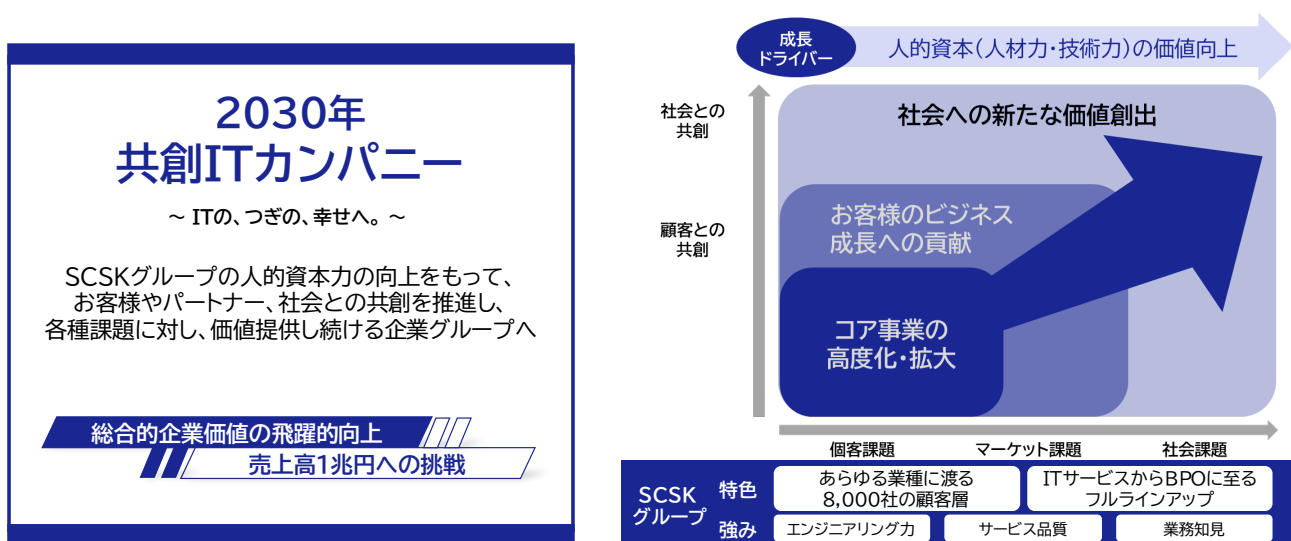 2030年
共創ITカンパニー
~ ITの、つぎの、幸せへ。 ~
SCSKグループの人的資本力の向上をもって、
お客様やパートナー、社会との共創を推進し、
各種課題に対し、価値提供し続ける企業グループへ
総合的企業価値の飛躍的向上
売上高1兆円への挑戦
成長
ドライバー
人的資本(人材力・技術力)の価値向上
社会との
共創
顧客との
共創
社会への新たな価値創出
お客様のビジネス
成長への貢献
コア事業の
高度化・拡大
個客課題
マーケット課題
社会課題
SCSK
グループ
特色
あらゆる業種に渡る
8,000社の顧客層
ITサービスからBPOに至る
フルラインアップ
強み
エンジニアリング力
サービス品質
業務知見